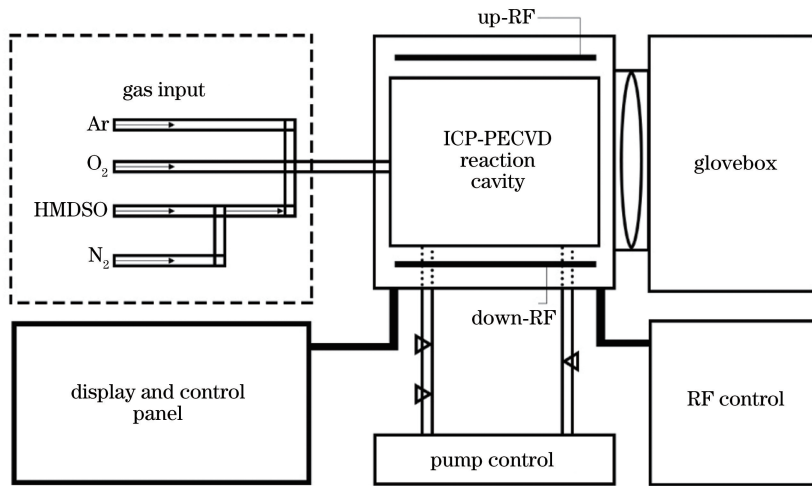 up-RF
gas input
Ar
O₂
HMDSO
N₂
ICP-PECVD
reaction
cavity
glovebox
down-RF
display and control
panel
pump control
RF control